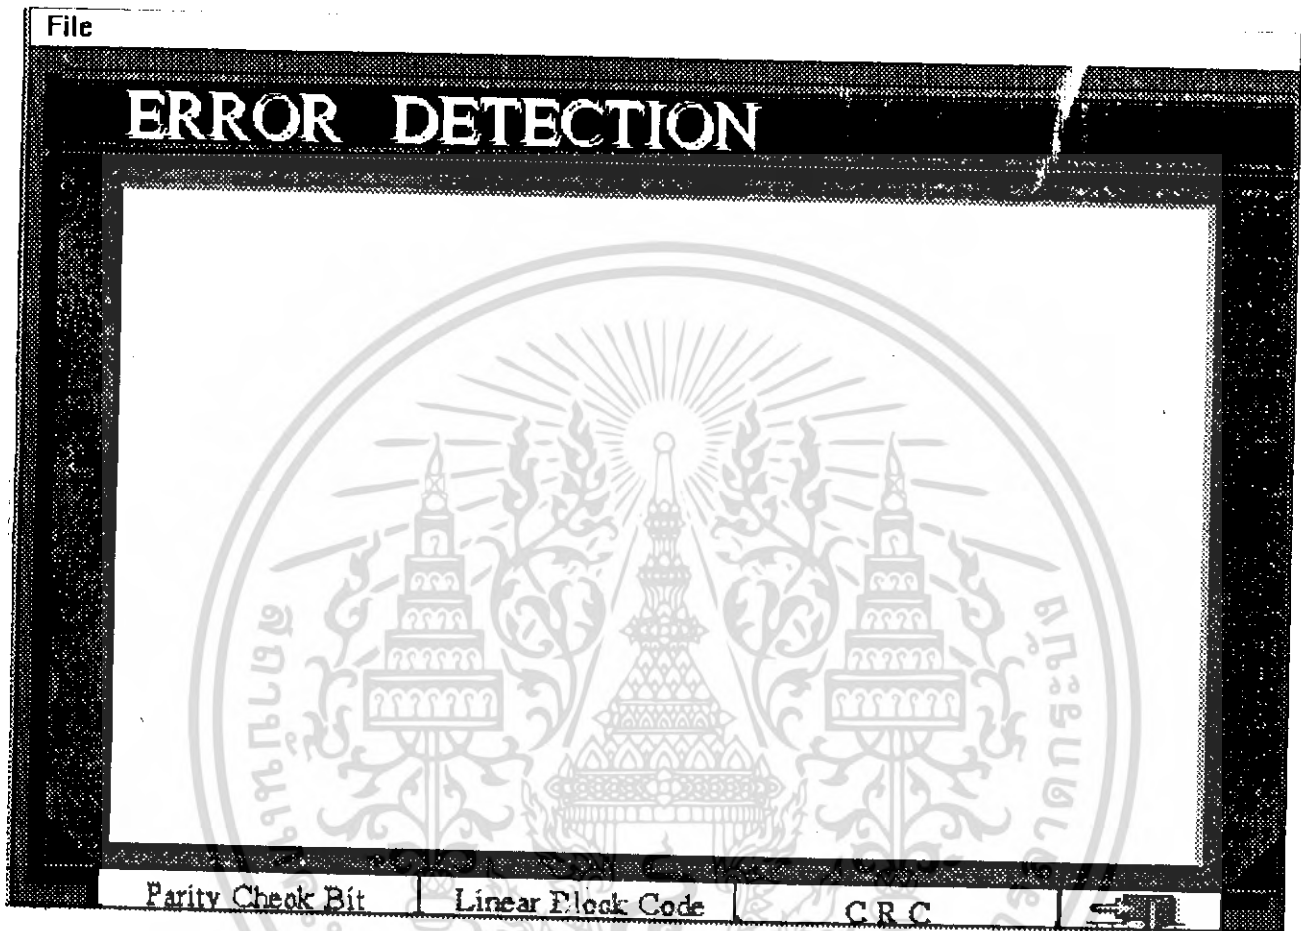 File
ERROR DETECTION
Parity Check Bit
Linear Block Code
C R C